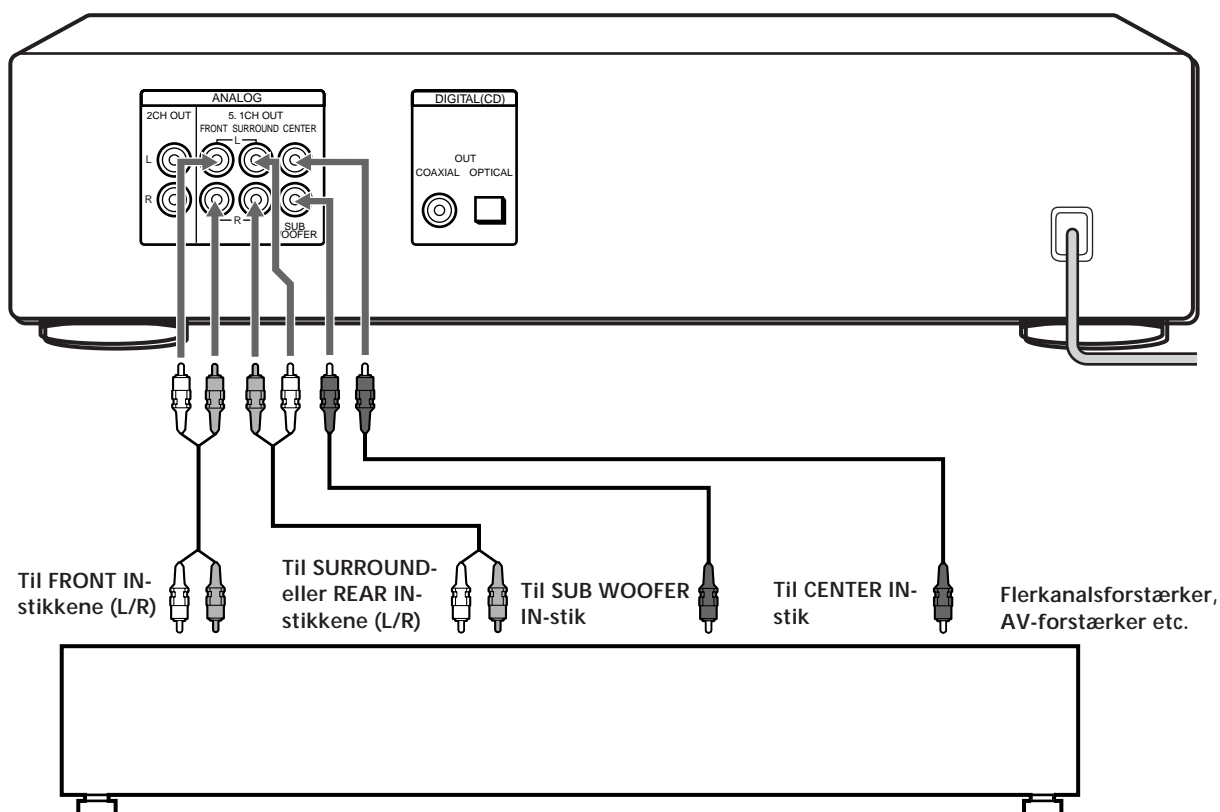 ANALOG
2CH OUT
5. 1CH OUT
FRONT SURROUND CENTER
L
L
R
R
SUB
WOOFER
DIGITAL(CD)
OUT
COAXIAL OPTICAL
Til FRONT IN-
stikkene (L/R)
Til SURROUND-
eller REAR IN-
stikkene (L/R)
Til SUB WOOFER
IN-stik
Til CENTER IN-
stik
Flerkanalsforstærker,
AV-forstærker etc.